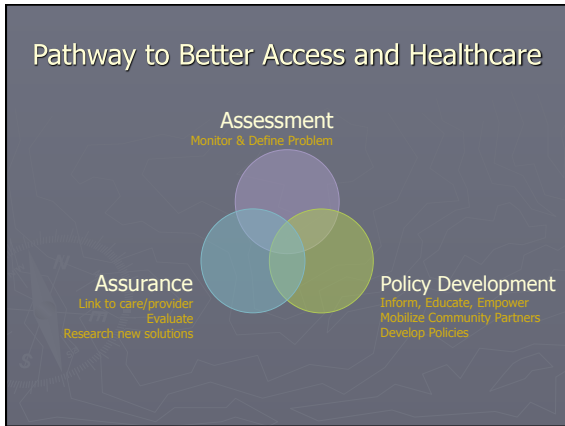 Pathway to Better Access and Healthcare
Assessment
Monitor & Define Problem
Assurance
Link to care/provider
Evaluate
Research new solutions
Policy Development
Inform, Educate, Empower
Mobilize Community Partners
Develop Policies
N
S